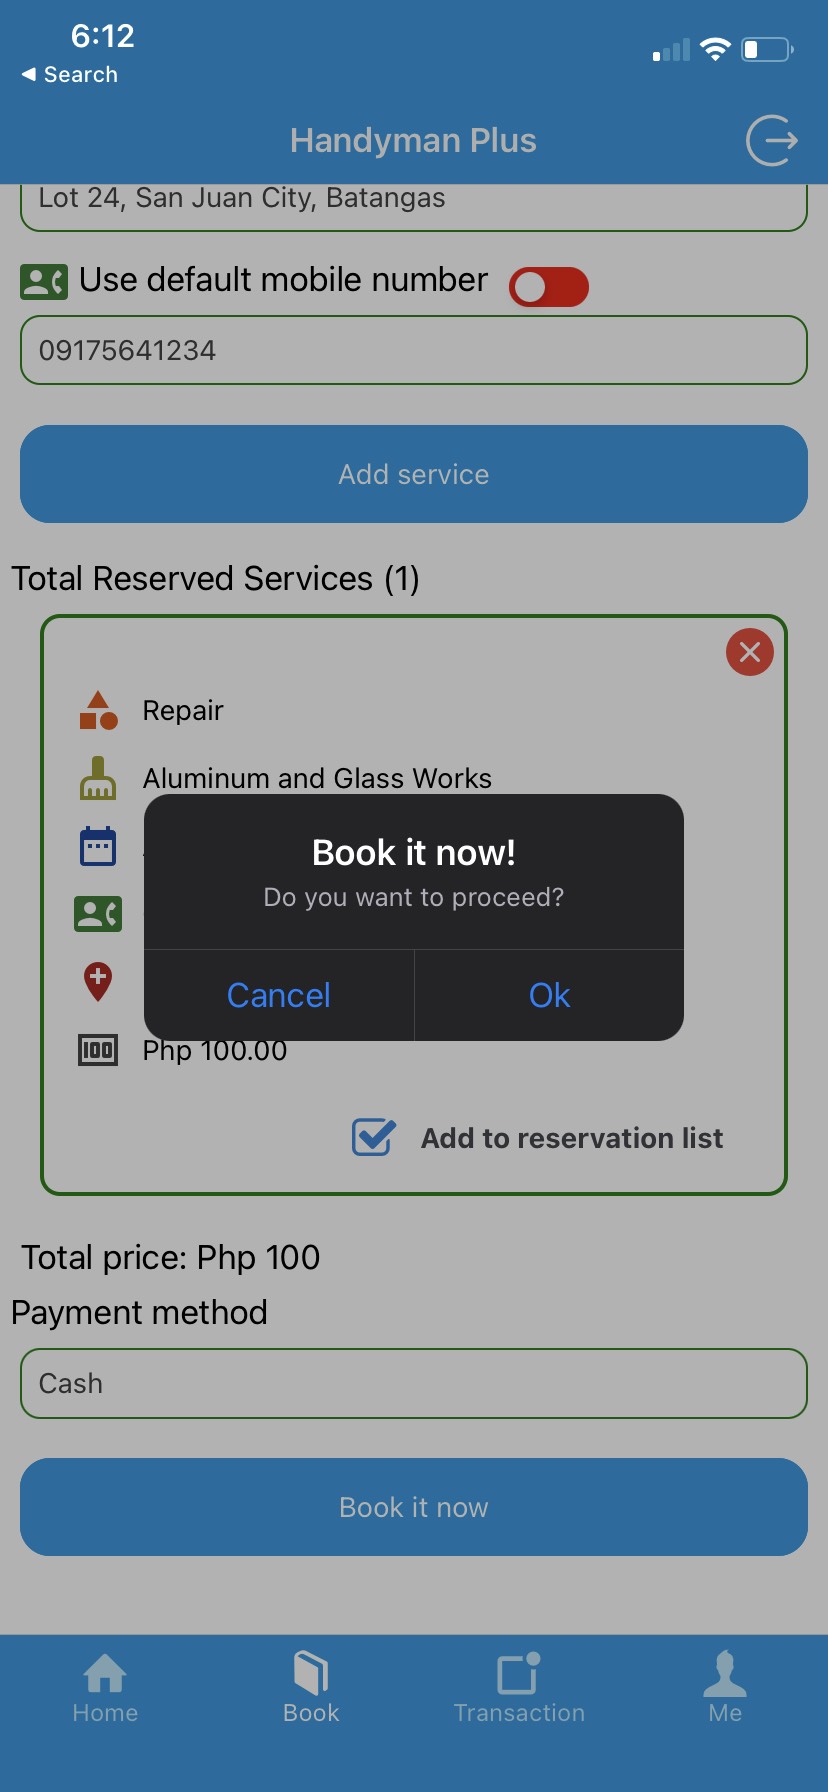 6:12
Search
Handyman Plus
Lot 24, San Juan City, Batangas
Use default mobile number
09175641234
Add service
Total Reserved Services (1)
Repair
Aluminum and Glass Works
Book it now!
Do you want to proceed?
Cancel Ok
100 Php 100.00
Add to reservation list
Total price: Php 100
Payment method
Cash
Book it now
Home Book Transaction Me